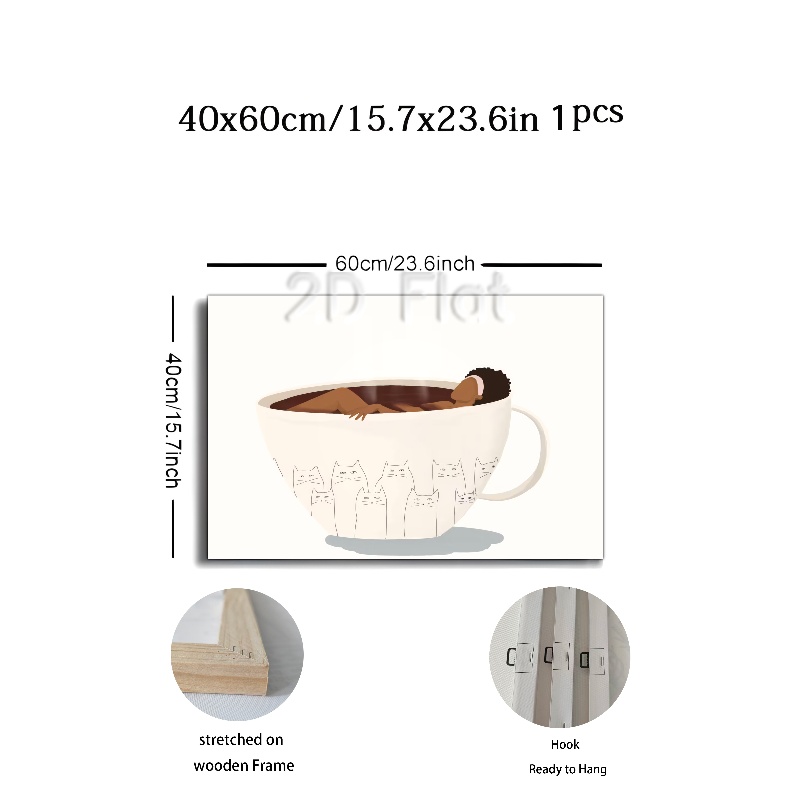 40x60cm/15.7x23.6in 1pcs
60cm/23.6inch
2D Flat
40cm/15.7inch
stretched on
wooden Frame
Hook
Ready to Hang